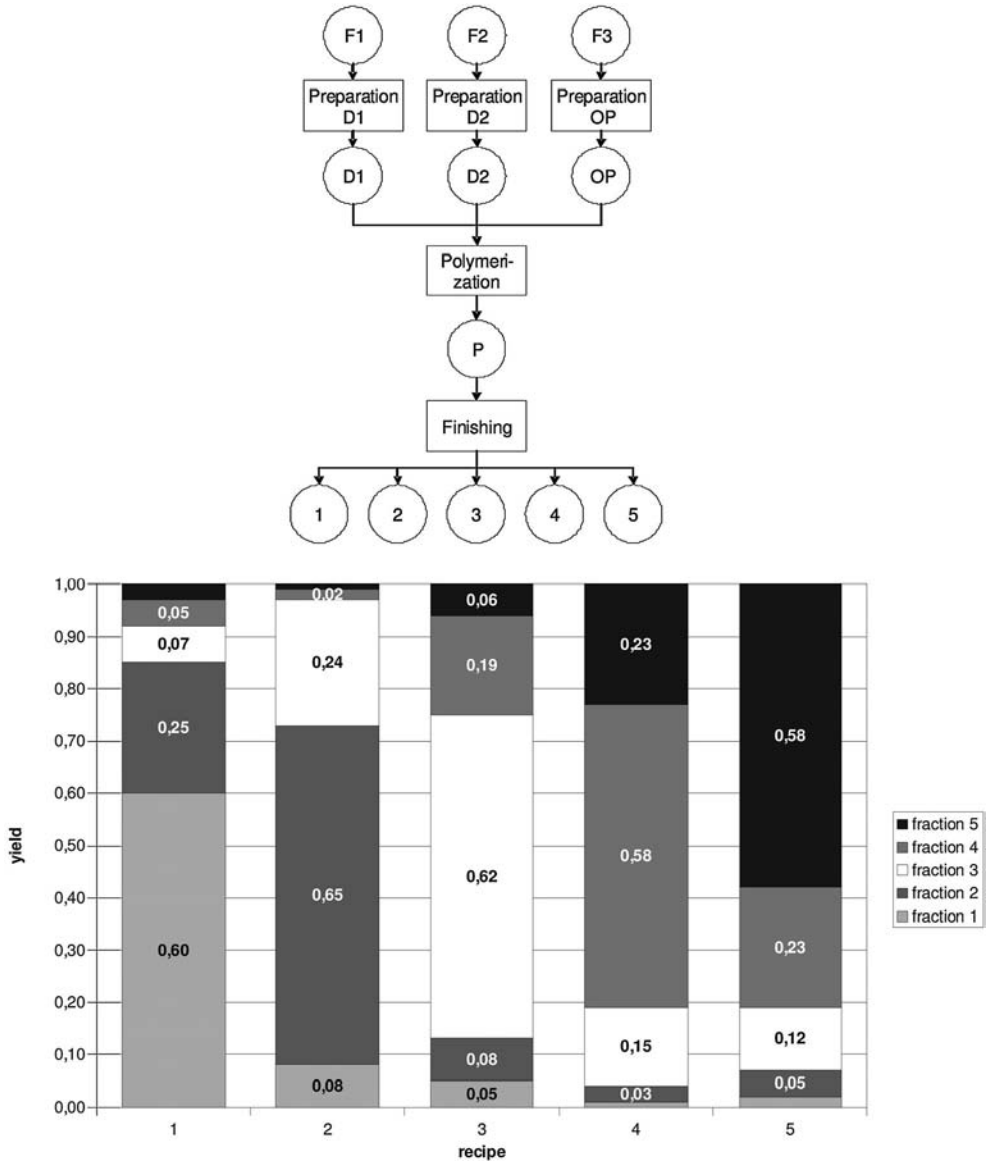 F1
F2
F3
Preparation
D1
Preparation
D2
Preparation
OP
D1
D2
OP
Polymeri-
zation
P
Finishing
1
2
3
4
5
1,00
0,90
0,80
0,70
0,60
0,50
0,40
0,30
0,20
0,10
0,00
yield
0,05
0,07
0,25
0,60
0,02
0,24
0,65
0,08
0,06
0,19
0,62
0,08
0,05
0,23
0,58
0,15
0,03
0,58
0,23
0,12
0,05
1
2
3
4
5
recipe
fraction 5
fraction 4
fraction 3
fraction 2
fraction 1